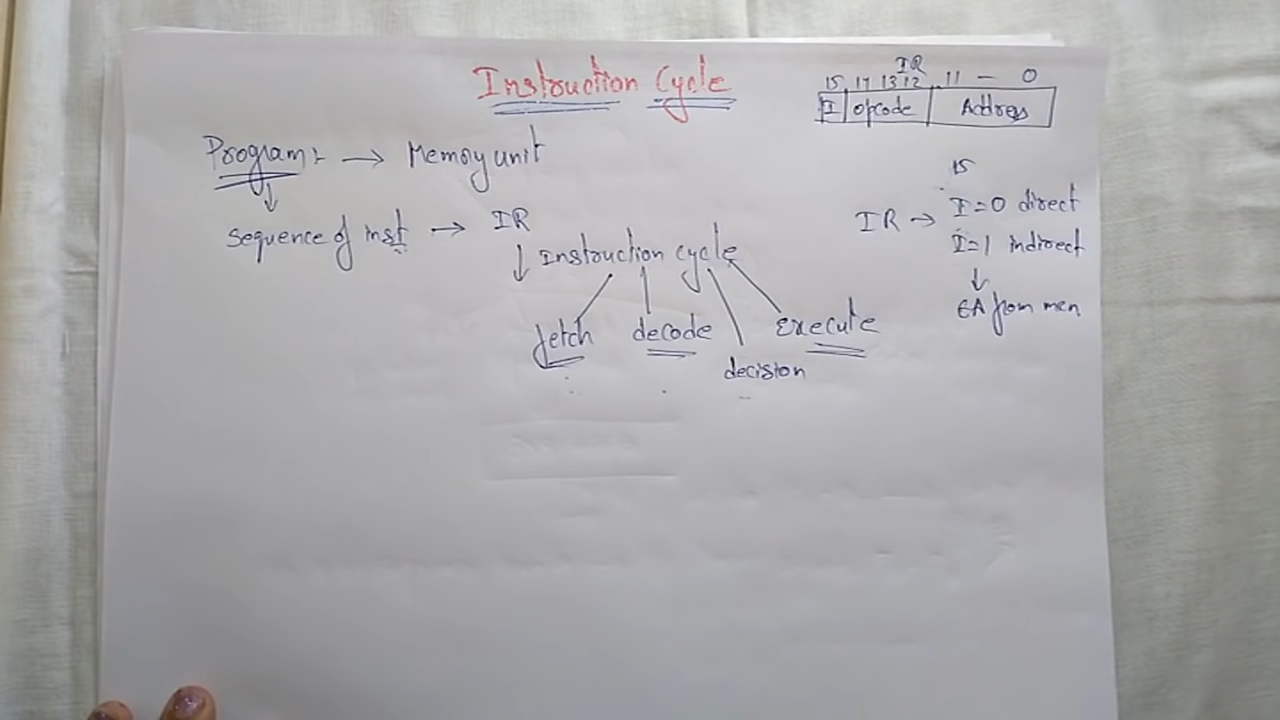 Instruction Cycle
IR
15 14 13 12 11 — 0
I opcode Address
Program:- → Memory unit
↓
sequence of inst → IR
↓ Instruction cycle
fetch decode execute
decision
15
IR → I=0 direct
I=1 indirect
↓
EA from mem